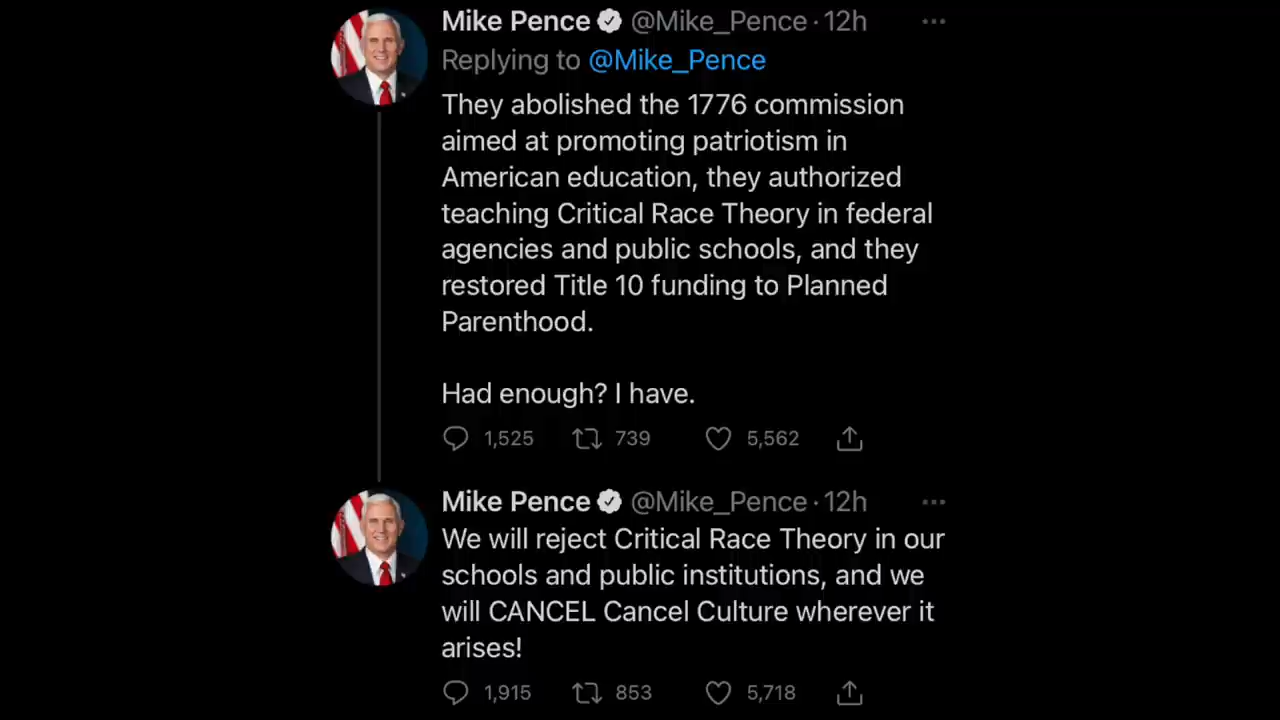 Mike Pence @Mike_Pence · 12h
Replying to @Mike_Pence
They abolished the 1776 commission
aimed at promoting patriotism in
American education, they authorized
teaching Critical Race Theory in federal
agencies and public schools, and they
restored Title 10 funding to Planned
Parenthood.
Had enough? I have.
1,525 739 5,562
Mike Pence @Mike_Pence · 12h
We will reject Critical Race Theory in our
schools and public institutions, and we
will CANCEL Cancel Culture wherever it
arises!
1,915 853 5,718